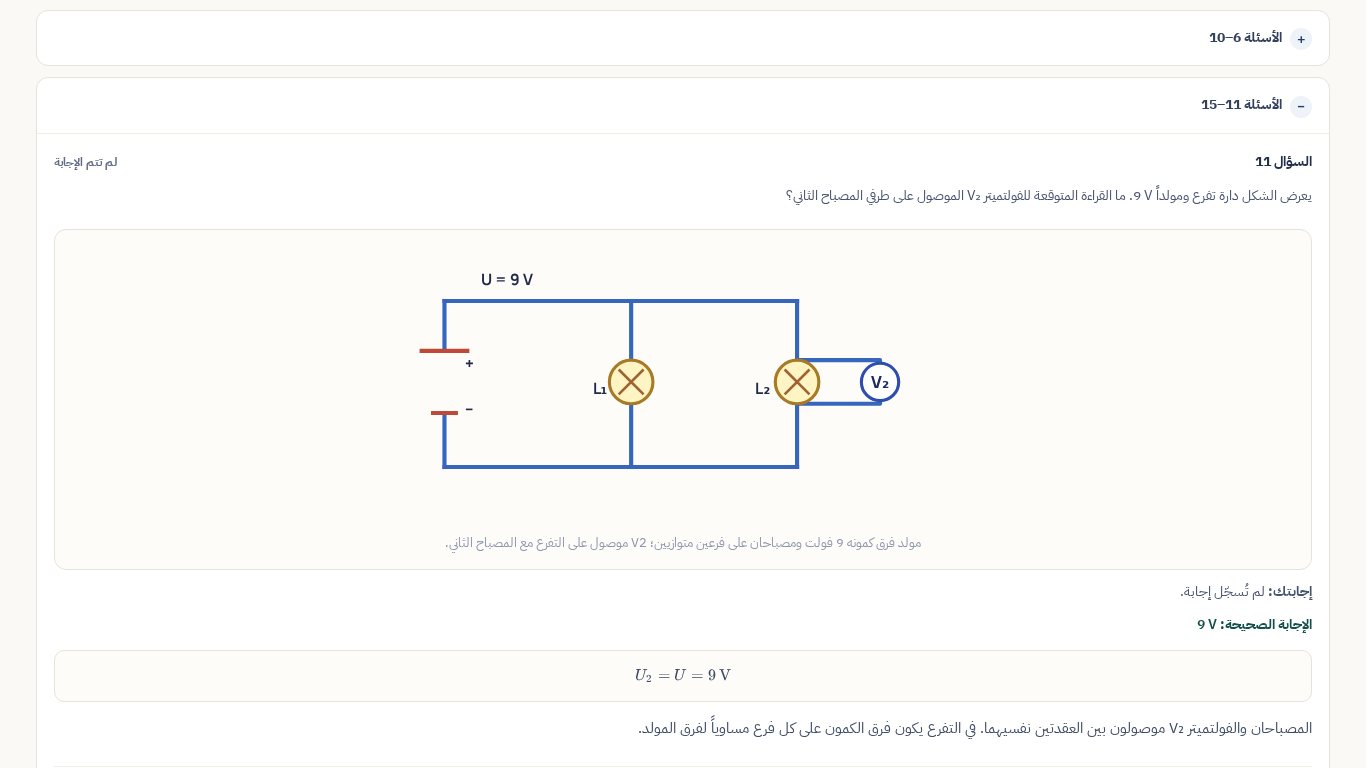 + الأسئلة 6–10
− الأسئلة 11–15
السؤال 11
لم تتم الإجابة
يعرض الشكل دارة تفرع ومولداً 9 V. ما القراءة المتوقعة للفولتميتر V₂ الموصول على طرفي المصباح الثاني؟
U = 9 V
+
L₁
L₂
V₂
−
مولد فرق كمونه 9 فولت ومصباحان على فرعين متوازيين؛ V2 موصول على التفرع مع المصباح الثاني.
إجابتك: لم تُسجّل إجابة.
الإجابة الصحيحة: 9 V
U₂ = U = 9 V
المصباحان والفولتميتر V₂ موصولون بين العقدتين نفسيهما. في التفرع يكون فرق الكمون على كل فرع مساوياً لفرق المولد.